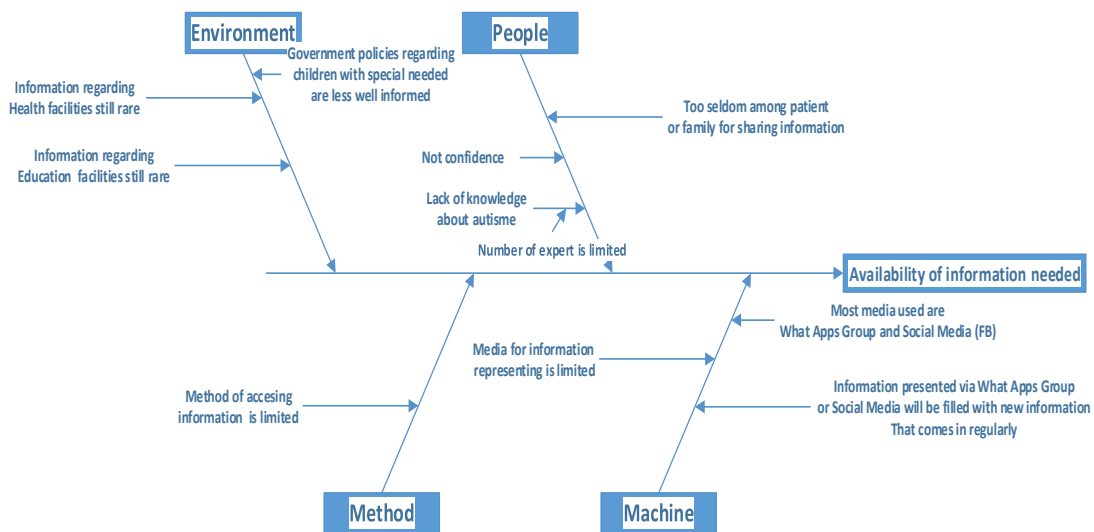 Environment
People
Government policies regarding
children with special needed
are less well informed
Information regarding
Health facilities still rare
Information regarding
Education facilities still rare
Too seldom among patient
or family for sharing information
Not confidence
Lack of knowledge
about autisme
Number of expert is limited
Availability of information needed
Most media used are
What Apps Group and Social Media (FB)
Media for information
representing is limited
Method of accesing
information is limited
Information presented via What Apps Group
or Social Media will be filled with new information
That comes in regularly
Method
Machine